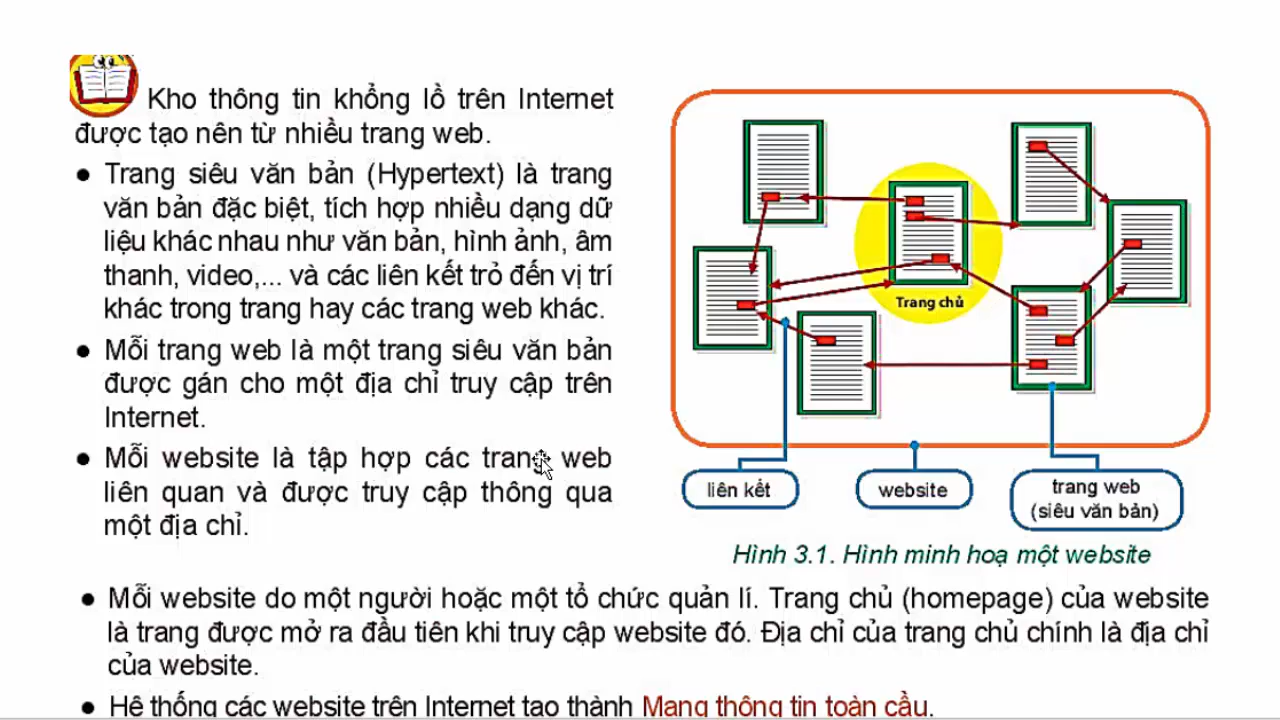 Kho thông tin khổng lồ trên Internet
được tạo nên từ nhiều trang web.
● Trang siêu văn bản (Hypertext) là trang
văn bản đặc biệt, tích hợp nhiều dạng dữ
liệu khác nhau như văn bản, hình ảnh, âm
thanh, video,... và các liên kết trỏ đến vị trí
khác trong trang hay các trang web khác.
● Mỗi trang web là một trang siêu văn bản
được gán cho một địa chỉ truy cập trên
Internet.
● Mỗi website là tập hợp các trang web
liên quan và được truy cập thông qua
một địa chỉ.
Trang chủ
liên kết
website
trang web
(siêu văn bản)
Hình 3.1. Hình minh hoạ một website
● Mỗi website do một người hoặc một tổ chức quản lí. Trang chủ (homepage) của website
là trang được mở ra đầu tiên khi truy cập website đó. Địa chỉ của trang chủ chính là địa chỉ
của website.
● Hệ thống các website trên Internet tạo thành Mạng thông tin toàn cầu.